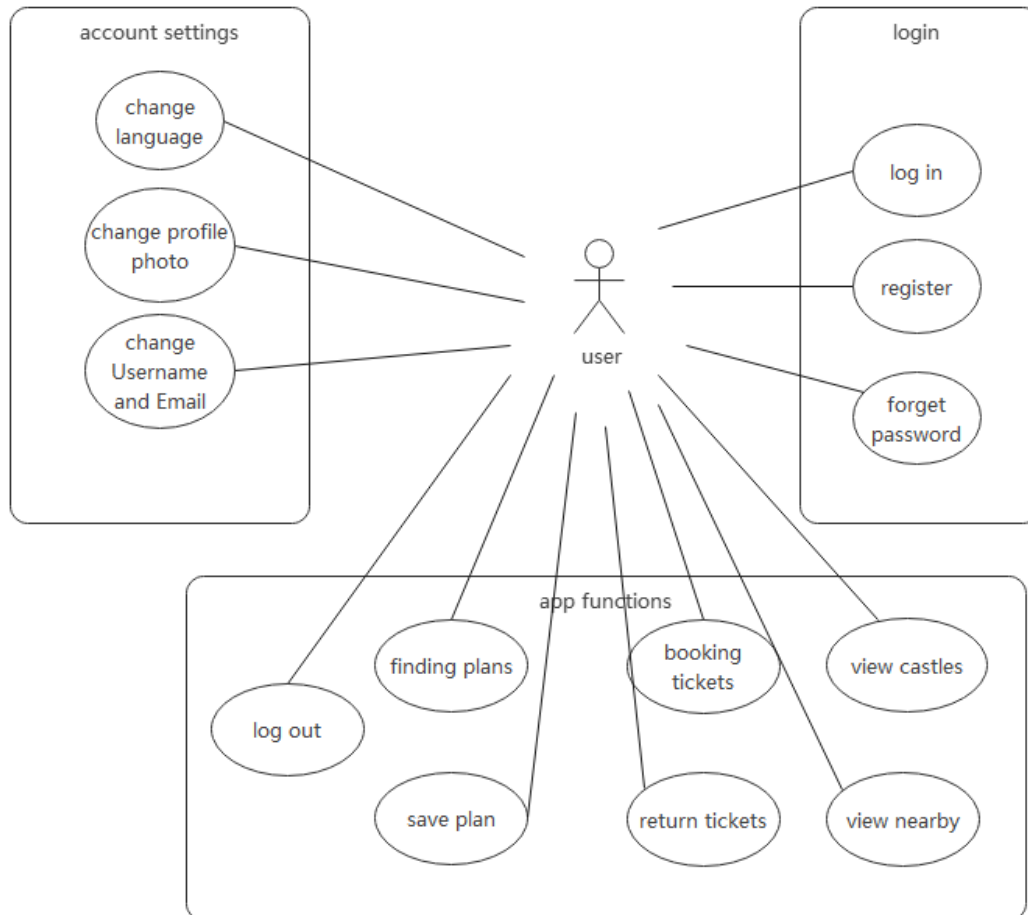 account settings
change
language
change profile
photo
change
Username
and Email
login
log in
register
forget
password
user
app functions
finding plans
booking
tickets
view castles
log out
save plan
return tickets
view nearby